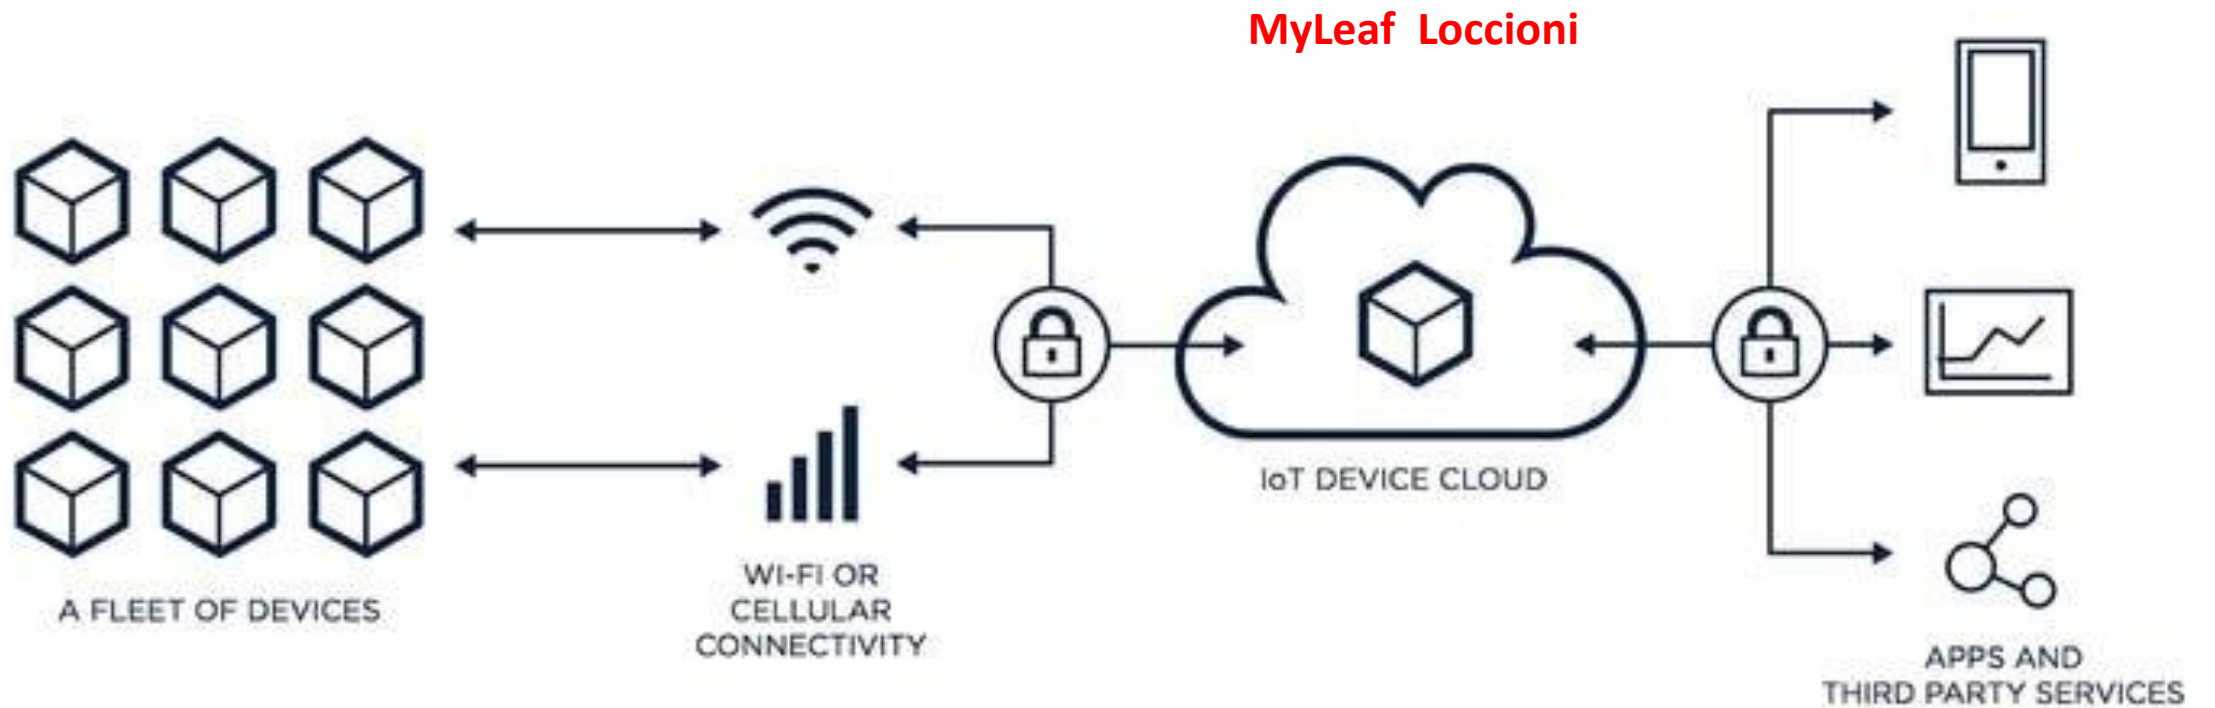 MyLeaf Loccioni
A FLEET OF DEVICES
WI-FI OR
CELLULAR
CONNECTIVITY
IoT DEVICE CLOUD
APPS AND
THIRD PARTY SERVICES